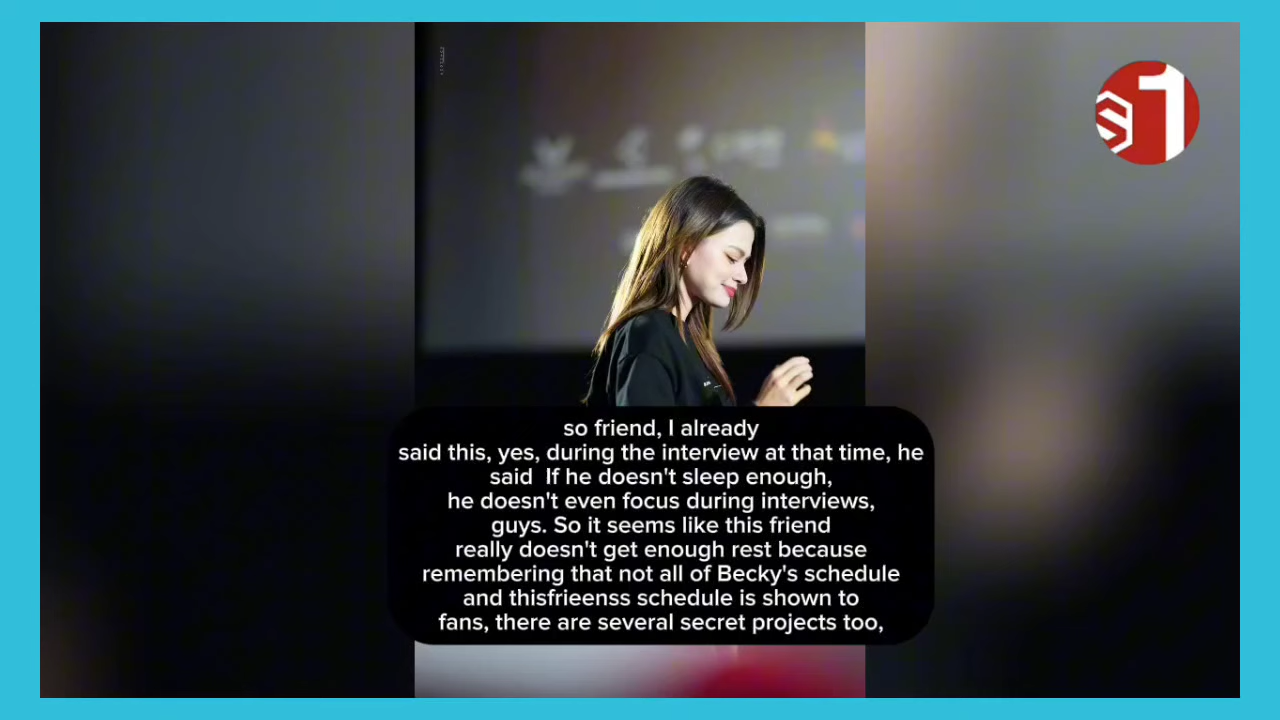 so friend, I already
said this, yes, during the interview at that time, he
said If he doesn't sleep enough,
he doesn't even focus during interviews,
guys. So it seems like this friend
really doesn't get enough rest because
remembering that not all of Becky's schedule
and thisfrieenss schedule is shown to
fans, there are several secret projects too,
S1